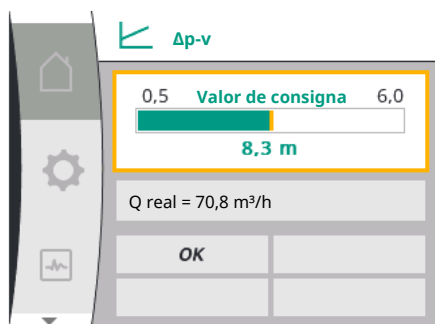 Δp-v
0,5 Valor de consigna 6,0
8,3 m
Q real = 70,8 m³/h
OK